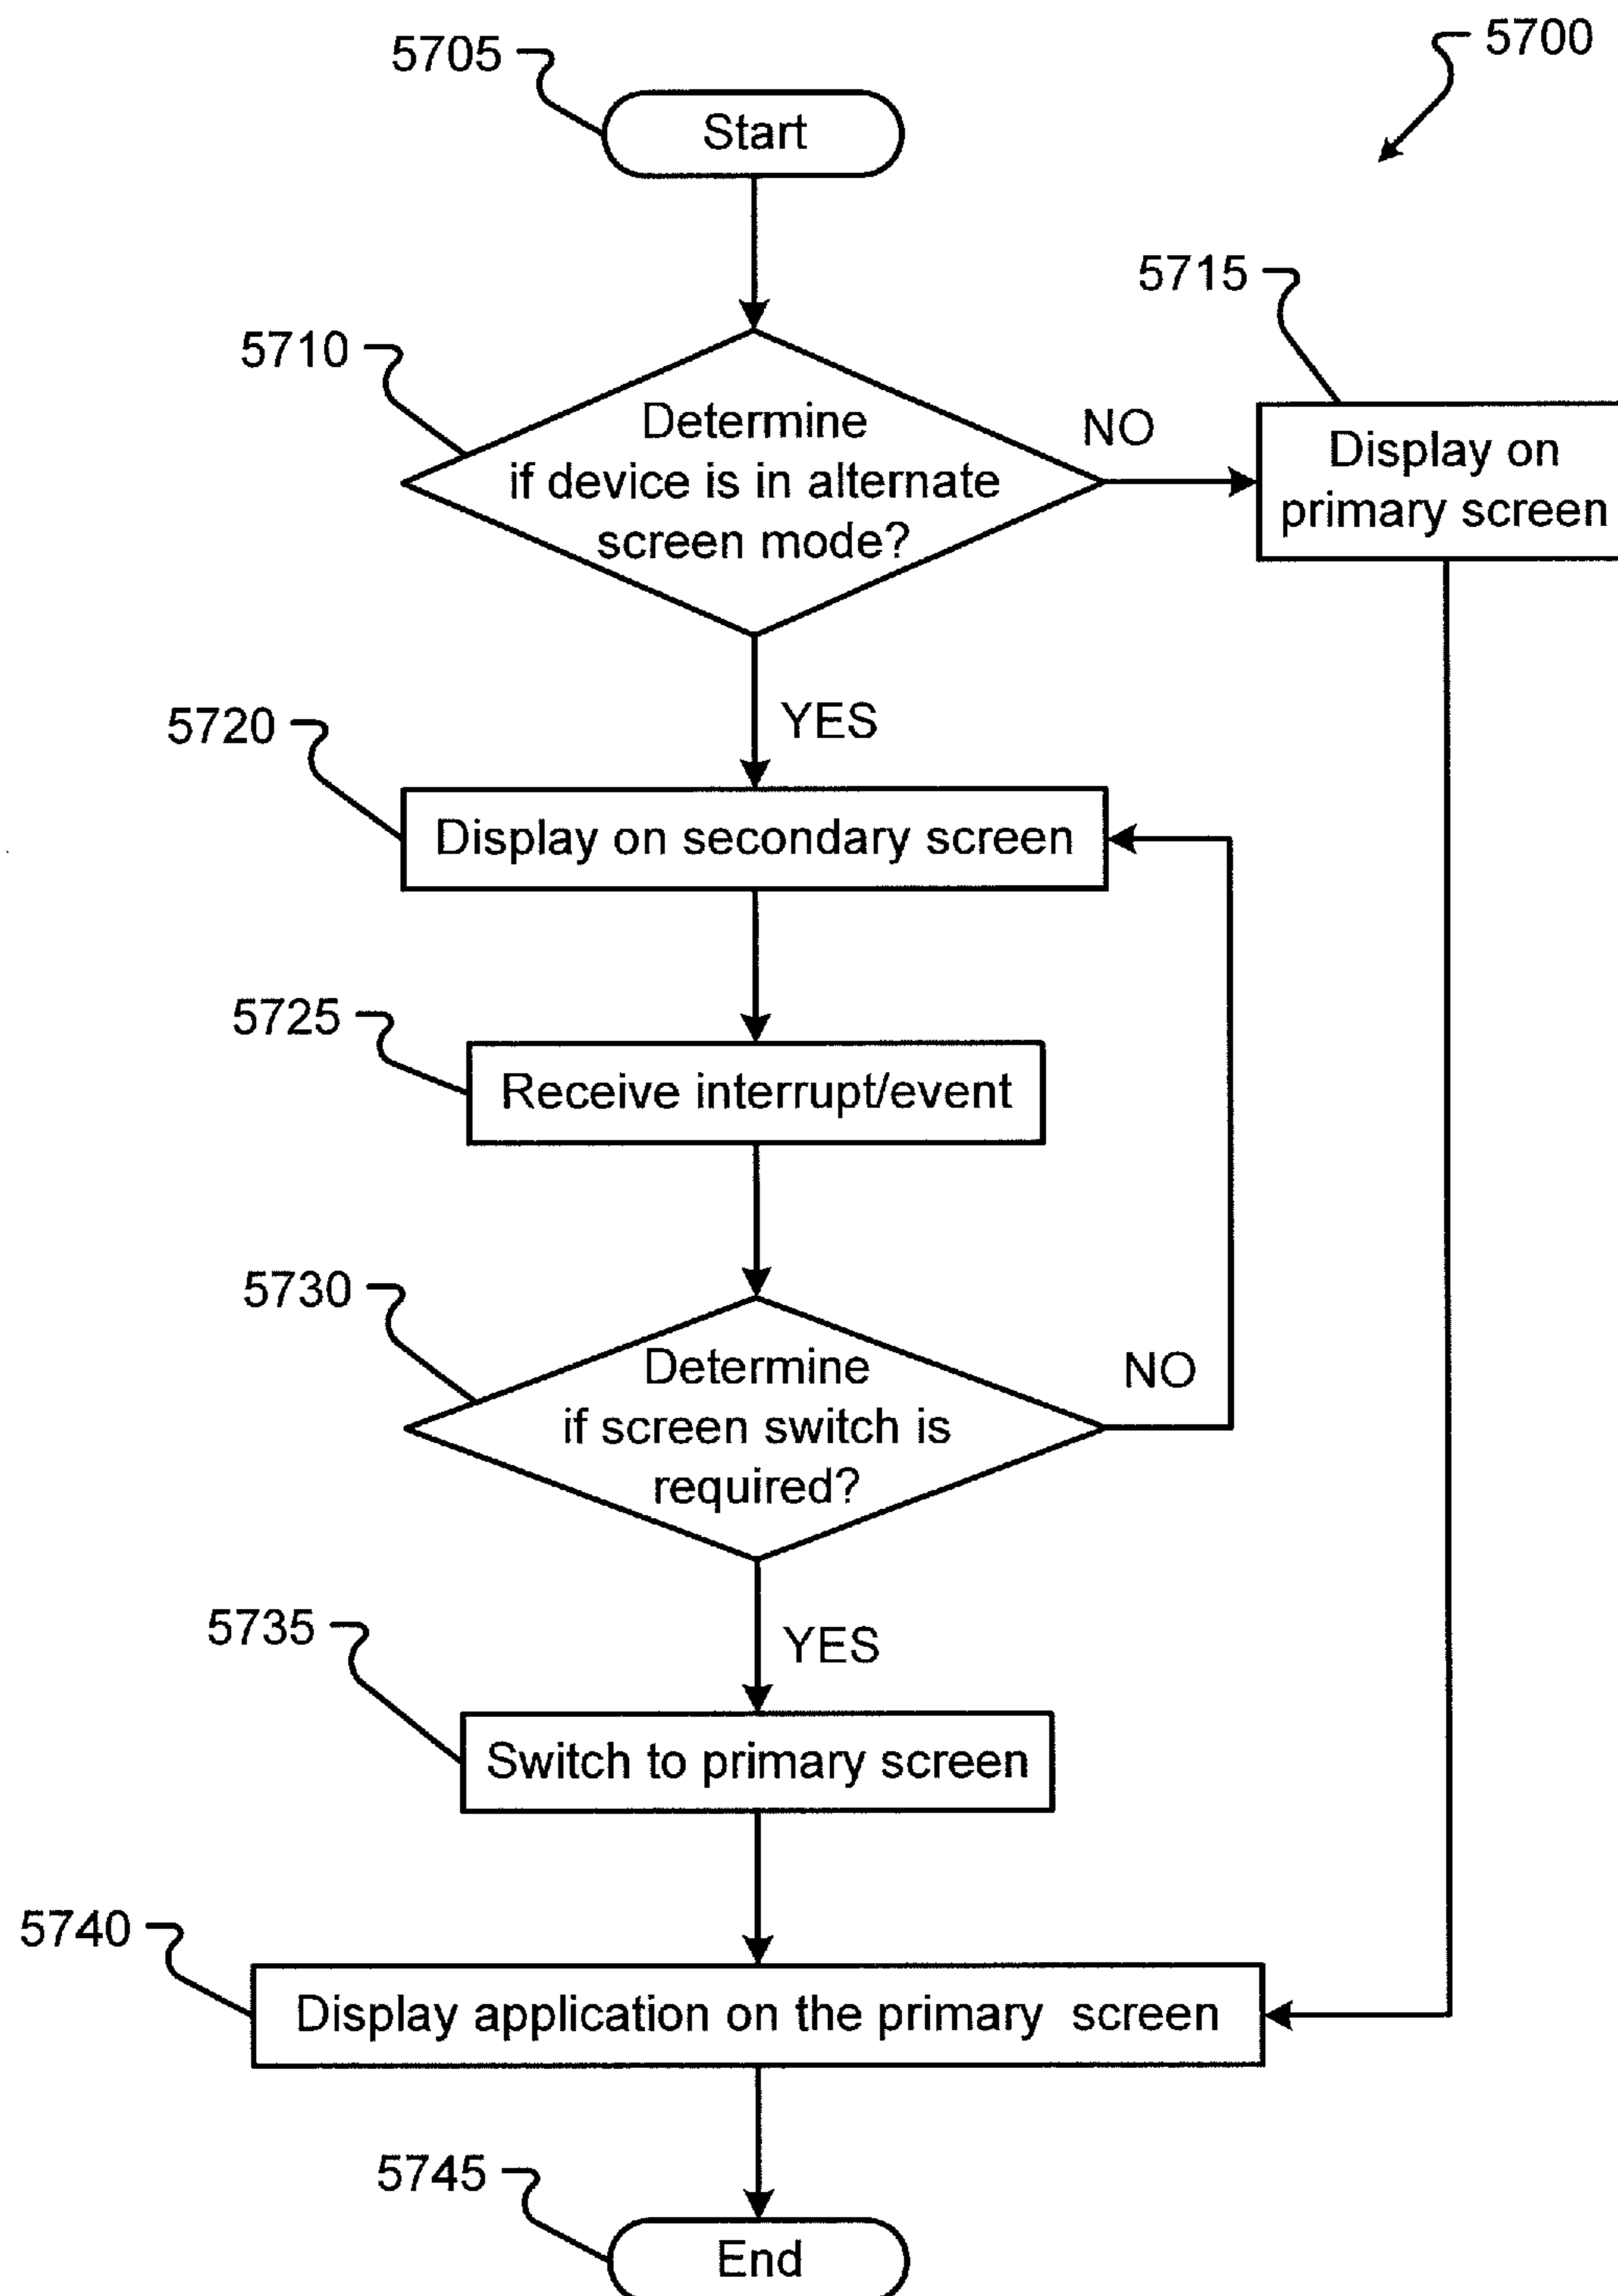 5700
5705
Start
5710
Determine
if device is in alternate
screen mode?
NO
5715
Display on
primary screen
YES
5720
Display on secondary screen
5725
Receive interrupt/event
5730
Determine
if screen switch is
required?
NO
YES
5735
Switch to primary screen
5740
Display application on the primary screen
5745
End